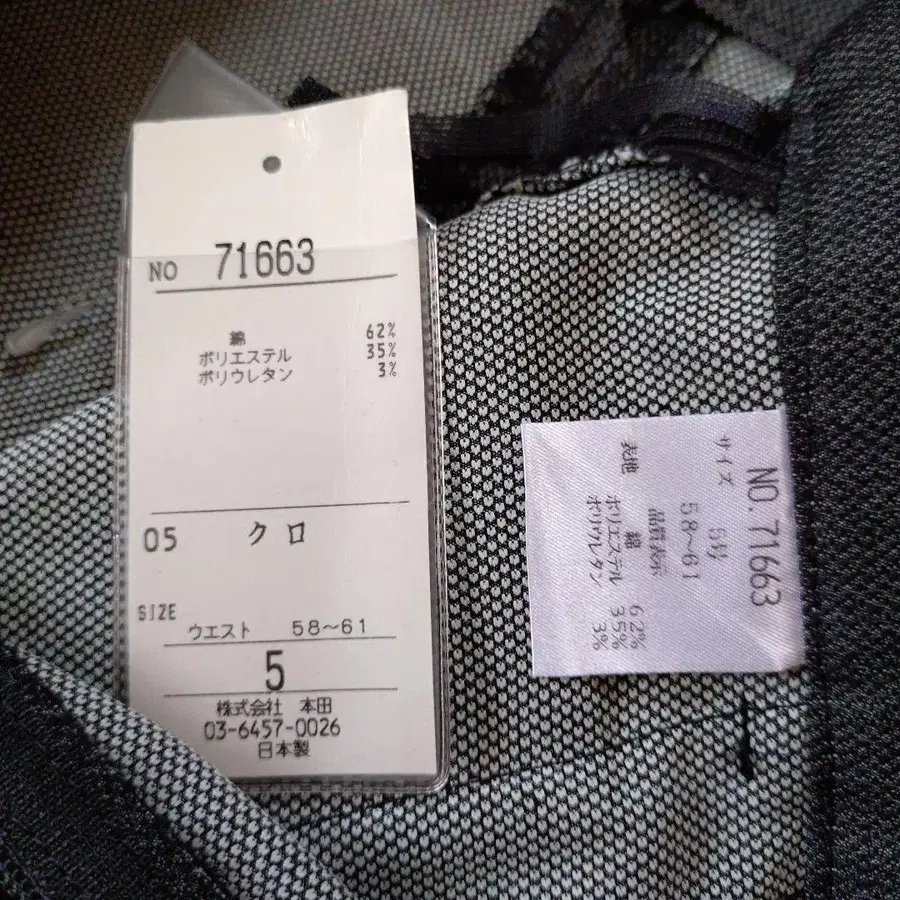 NO 71663
綿 62%
ポリエステル 35%
ポリウレタン 3%
05 クロ
SIZE
ウエスト 58～61
5
株式会社 本田
03-6457-0026
日本製
NO.71663
サイズ 5号
58～61
品質表示
表地 綿 62%
ポリエステル 35%
ポリウレタン 3%